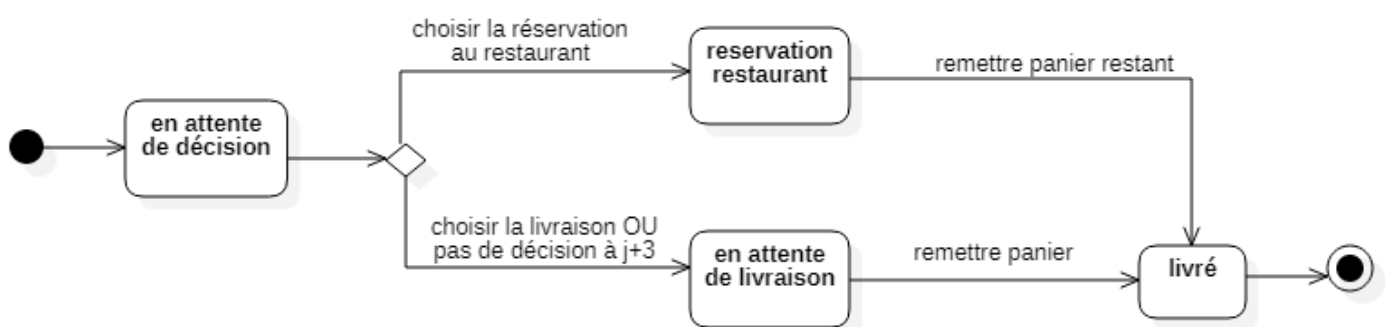 choisir la réservation
au restaurant
reservation
restaurant
remettre panier restant
en attente
de décision
choisir la livraison OU
pas de décision à j+3
en attente
de livraison
remettre panier
livré